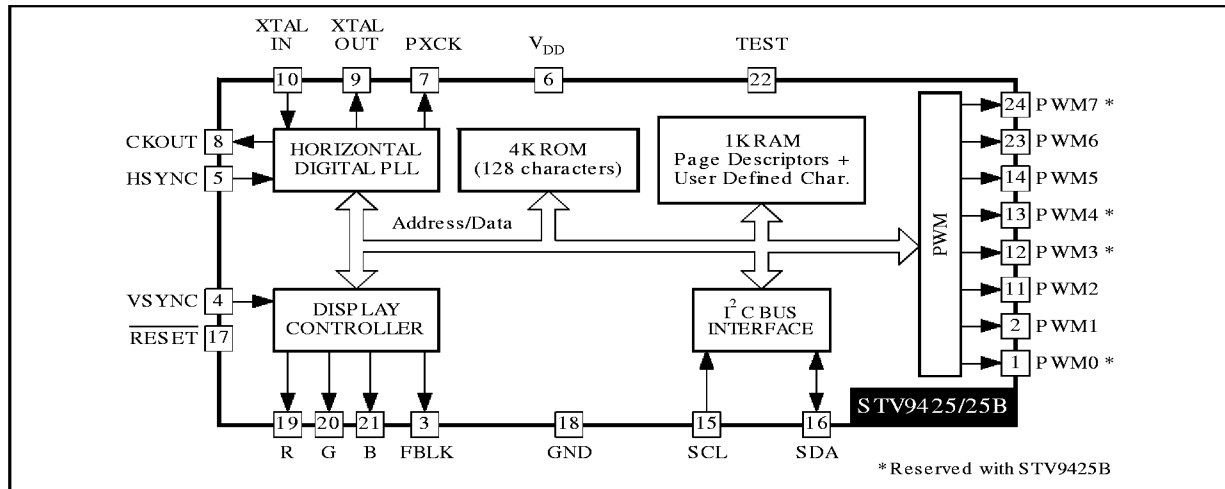 XTAL IN
XTAL OUT
PXCK
V_DD
TEST
10
9
7
6
22
24 PWM7 *
CKOUT 8
HORIZONTAL
DIGITAL PLL
4K ROM
(128 characters)
1K RAM
Page Descriptors +
User Defined Char.
23 PWM6
HSYNC 5
14 PWM5
Address/Data
PWM
13 PWM4 *
12 PWM3 *
VSYNC 4
DISPLAY
CONTROLLER
I²C BUS
INTERFACE
11 PWM2
RESET 17
2 PWM1
1 PWM0 *
STV9425/25B
19
20
21
3
18
15
16
R
G
B
FBLK
GND
SCL
SDA
*Reserved with STV9425B